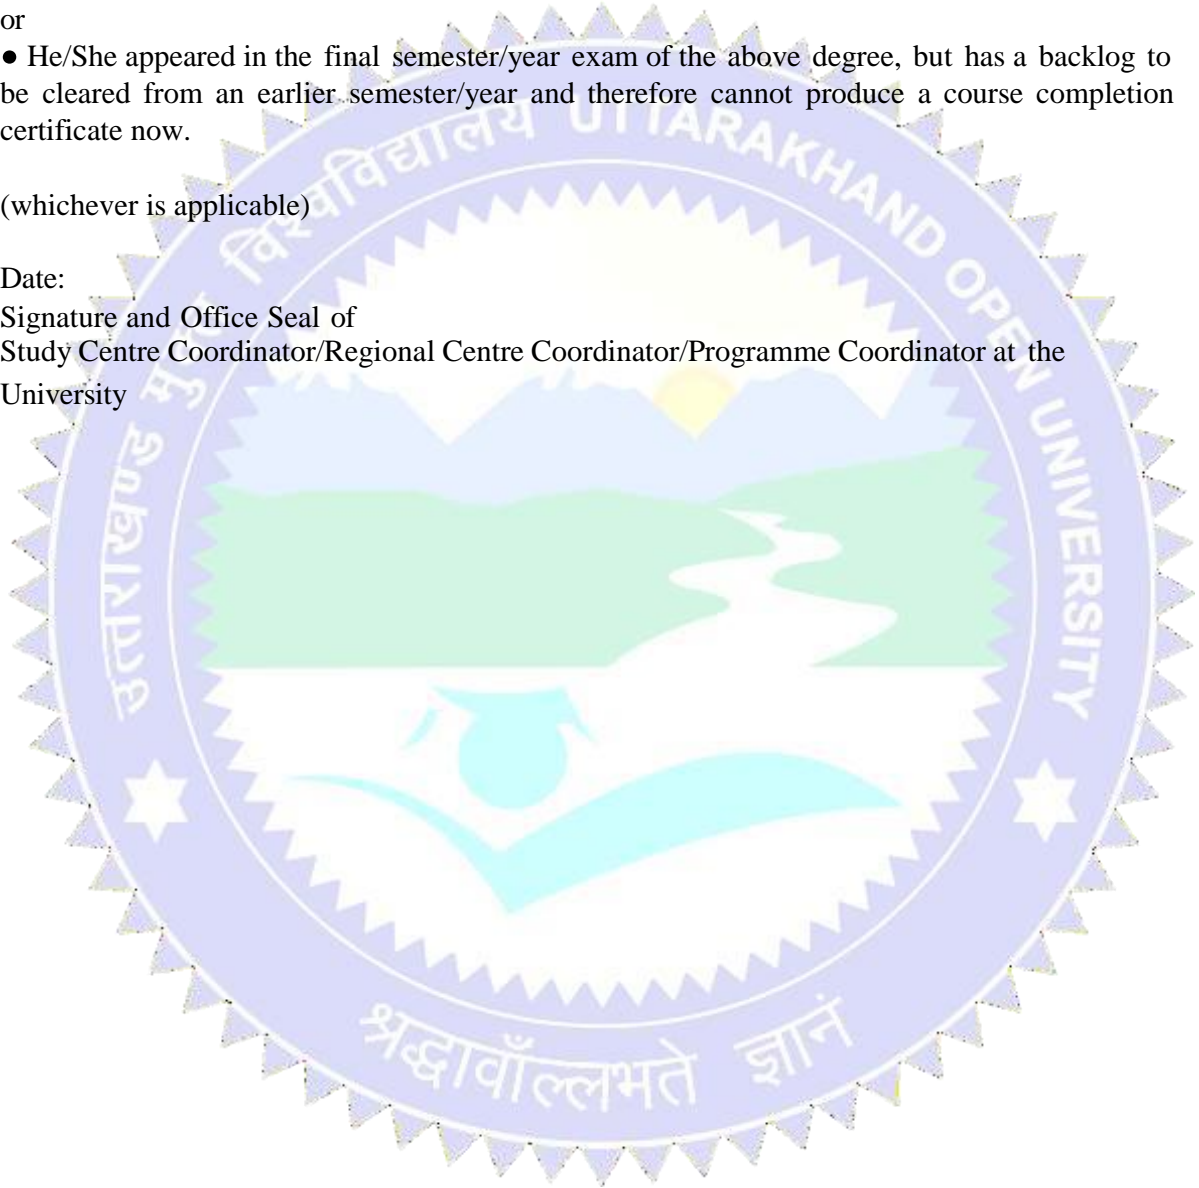 or
● He/She appeared in the final semester/year exam of the above degree, but has a backlog to
be cleared from an earlier semester/year and therefore cannot produce a course completion
certificate now.
(whichever is applicable)
Date:
Signature and Office Seal of
Study Centre Coordinator/Regional Centre Coordinator/Programme Coordinator at the
University
उत्तराखण्ड मुक्त विश्वविद्यालय UTTARAKHAND OPEN UNIVERSITY
श्रद्धावाँल्लभते ज्ञानं